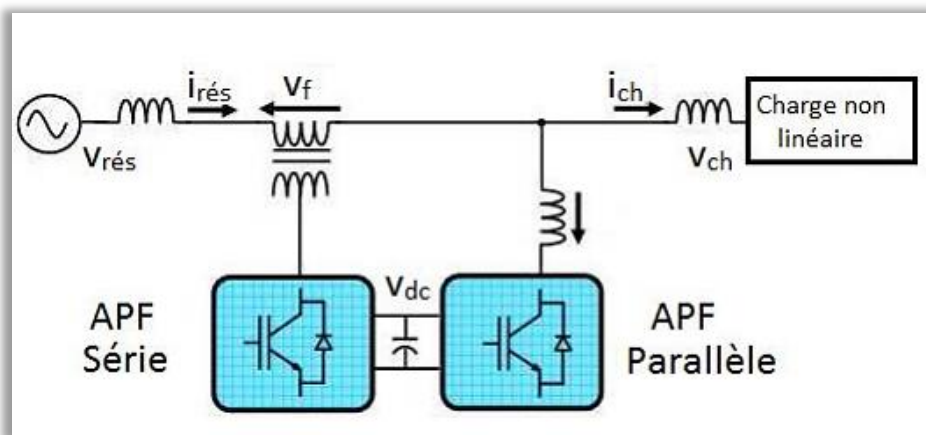 i_rés
v_f
i_ch
v_rés
v_ch
Charge non
linéaire
v_dc
APF
Série
APF
Parallèle